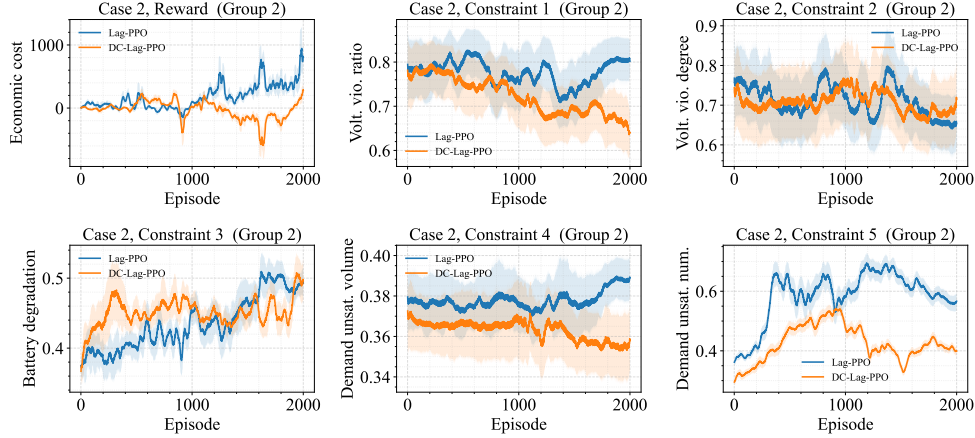 Case 2, Reward (Group 2)
Economic cost
1000
0
Lag-PPO
DC-Lag-PPO
0 1000 2000
Episode
Case 2, Constraint 1 (Group 2)
Volt. vio. ratio
0.8
0.7
0.6
Lag-PPO
DC-Lag-PPO
0 1000 2000
Episode
Case 2, Constraint 2 (Group 2)
Volt. vio. degree
0.9
0.8
0.7
0.6
Lag-PPO
DC-Lag-PPO
0 1000 2000
Episode
Case 2, Constraint 3 (Group 2)
Battery degradation
0.5
0.4
Lag-PPO
DC-Lag-PPO
0 1000 2000
Episode
Case 2, Constraint 4 (Group 2)
Demand unsat. volume
0.40
0.38
0.36
0.34
Lag-PPO
DC-Lag-PPO
0 1000 2000
Episode
Case 2, Constraint 5 (Group 2)
Demand unsat. num.
0.6
0.4
Lag-PPO
DC-Lag-PPO
0 1000 2000
Episode